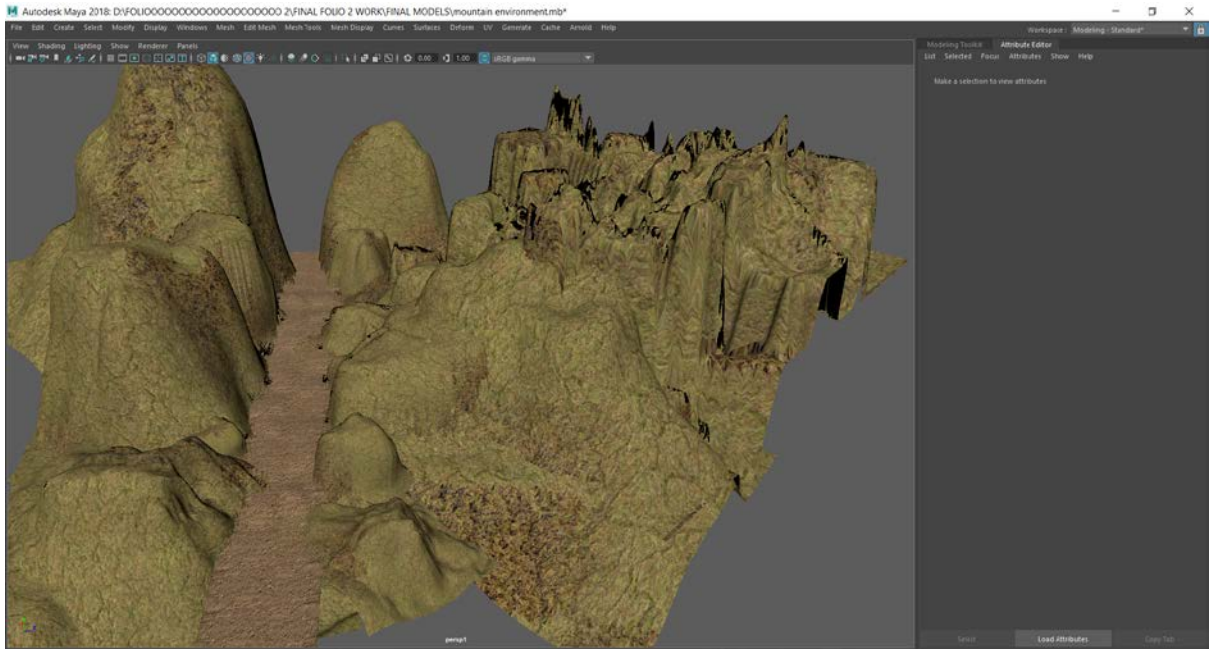 Autodesk Maya 2018: D:\FOLIOOOOOOOOOOOOOOOOOOOOO 2\FINAL FOLIO 2 WORK\FINAL MODELS\mountain environment.mb*
File Edit Create Select Modify Display Windows Mesh Edit Mesh Mesh Tools Mesh Display Curves Surfaces Deform UV Generate Cache Arnold Help
Workspace: Modeling - Standard*
View Shading Lighting Show Renderer Panels
Modeling Toolkit Attribute Editor
0.00 1.00 sRGB gamma
List Selected Focus Attributes Show Help
Make a selection to view attributes
persp1
Select Load Attributes Copy Tab